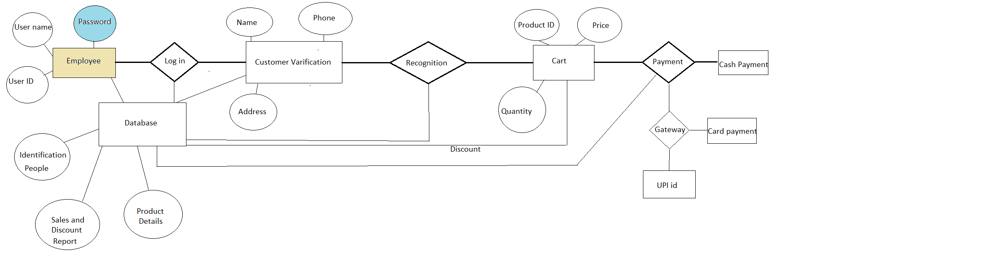 User name
Password
Name
Phone
Product ID
Price
Employee
Log in
Customer Varification
Recognition
Cart
Payment
Cash Payment
User ID
Address
Quantity
Database
Gateway
Card payment
Discount
Identification
People
UPI id
Sales and
Discount
Report
Product
Details